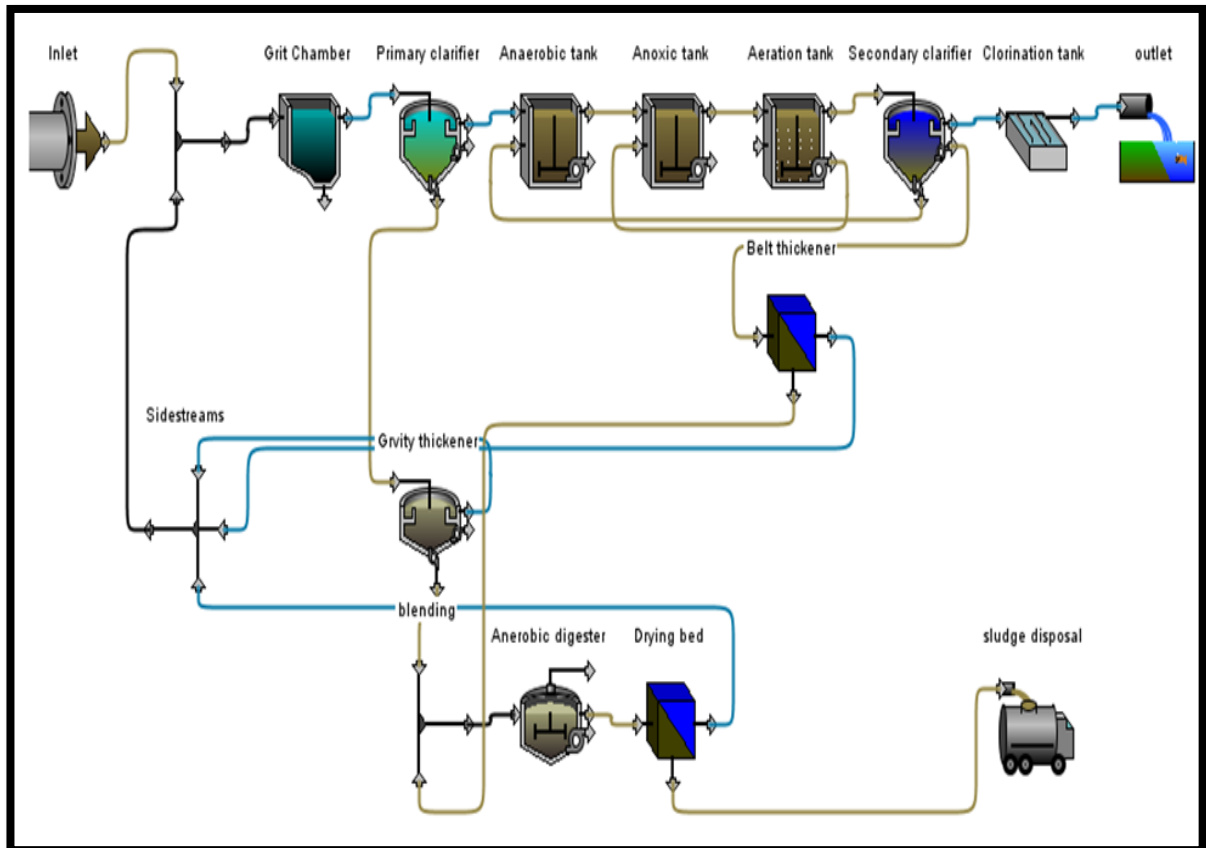 Inlet
Grit Chamber
Primary clarifier
Anaerobic tank
Anoxic tank
Aeration tank
Secondary clarifier
Clorination tank
outlet
Belt thickener
Sidestreams
Grvity thickener
blending
Anerobic digester
Drying bed
sludge disposal